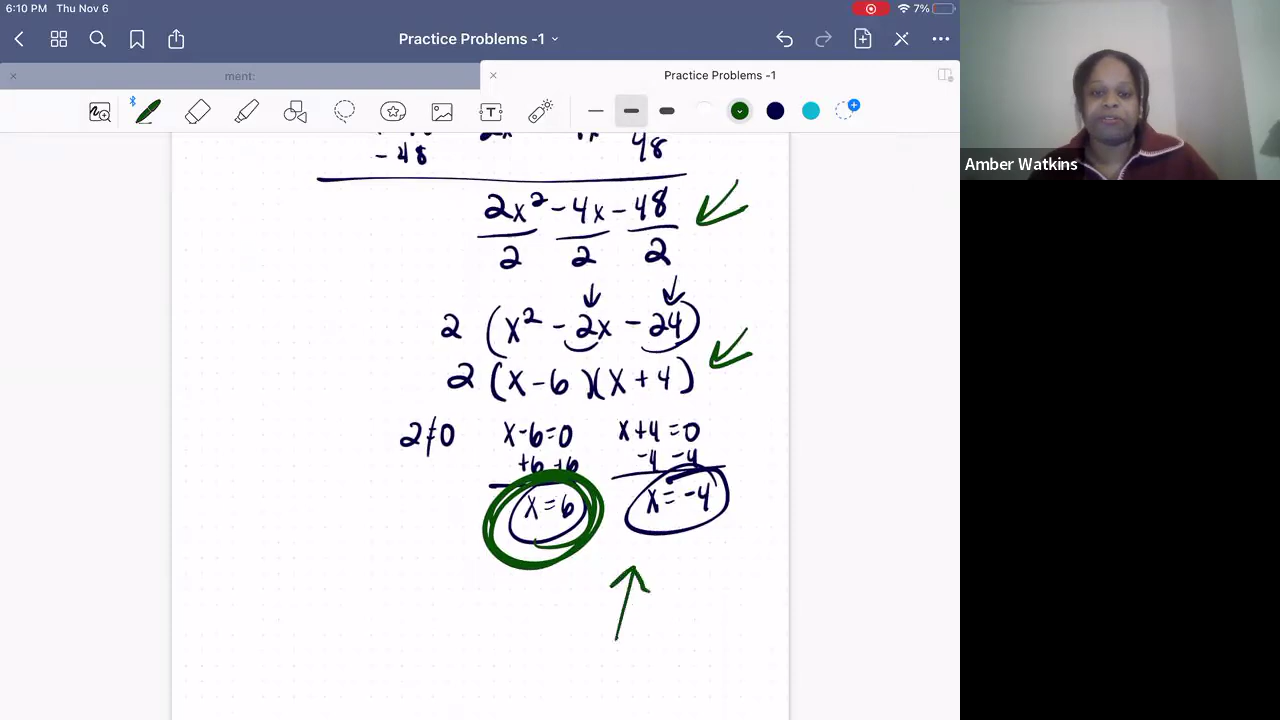 6:10 PM Thu Nov 6 7%
Practice Problems -1
ment: Practice Problems -1
Amber Watkins
-48 48
2x² - 4x - 48
2 2 2
2 (x² - 2x - 24)
2 (x - 6)(x + 4)
2≠0 x-6=0 x+4=0
+6 +6 -4 -4
x=6 x=-4